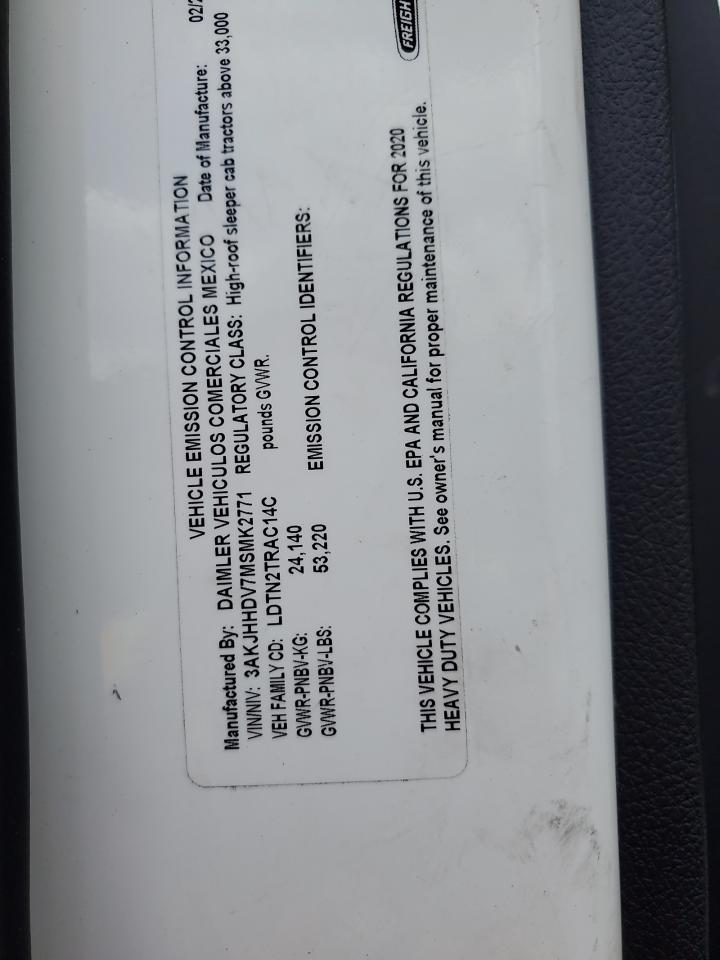 VEHICLE EMISSION CONTROL INFORMATION
Manufactured By: DAIMLER VEHICULOS COMERCIALES MEXICO Date of Manufacture: 02/2
VIN/NIV: 3AKJHHDV7MSMK2771 REGULATORY CLASS: High-roof sleeper cab tractors above 33,000
VEH FAMILY CD: LDTN2TRAC14C pounds GVWR.
GVWR-PNBV-KG: 24,140
GVWR-PNBV-LBS: 53,220 EMISSION CONTROL IDENTIFIERS:
THIS VEHICLE COMPLIES WITH U.S. EPA AND CALIFORNIA REGULATIONS FOR 2020
HEAVY DUTY VEHICLES. See owner's manual for proper maintenance of this vehicle.
FREIGH